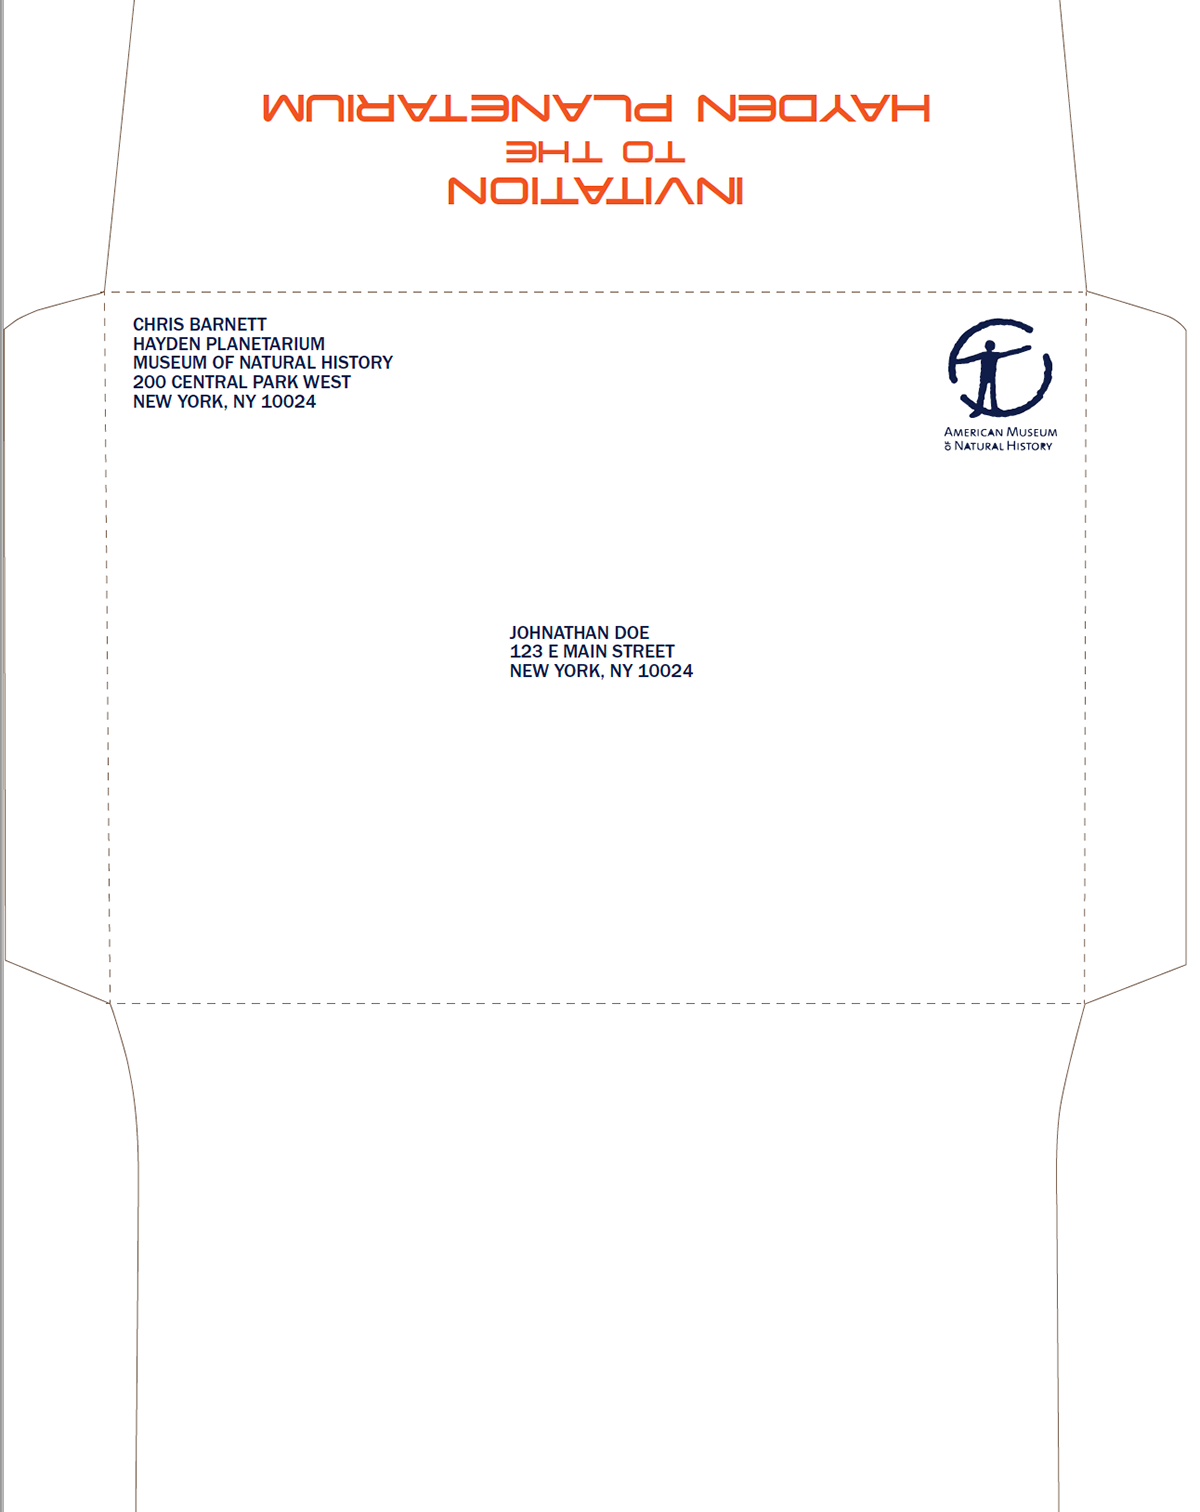 INVITATION
TO THE
HAYDEN PLANETARIUM
CHRIS BARNETT
HAYDEN PLANETARIUM
MUSEUM OF NATURAL HISTORY
200 CENTRAL PARK WEST
NEW YORK, NY 10024
AMERICAN MUSEUM
OF NATURAL HISTORY
JOHNATHAN DOE
123 E MAIN STREET
NEW YORK, NY 10024